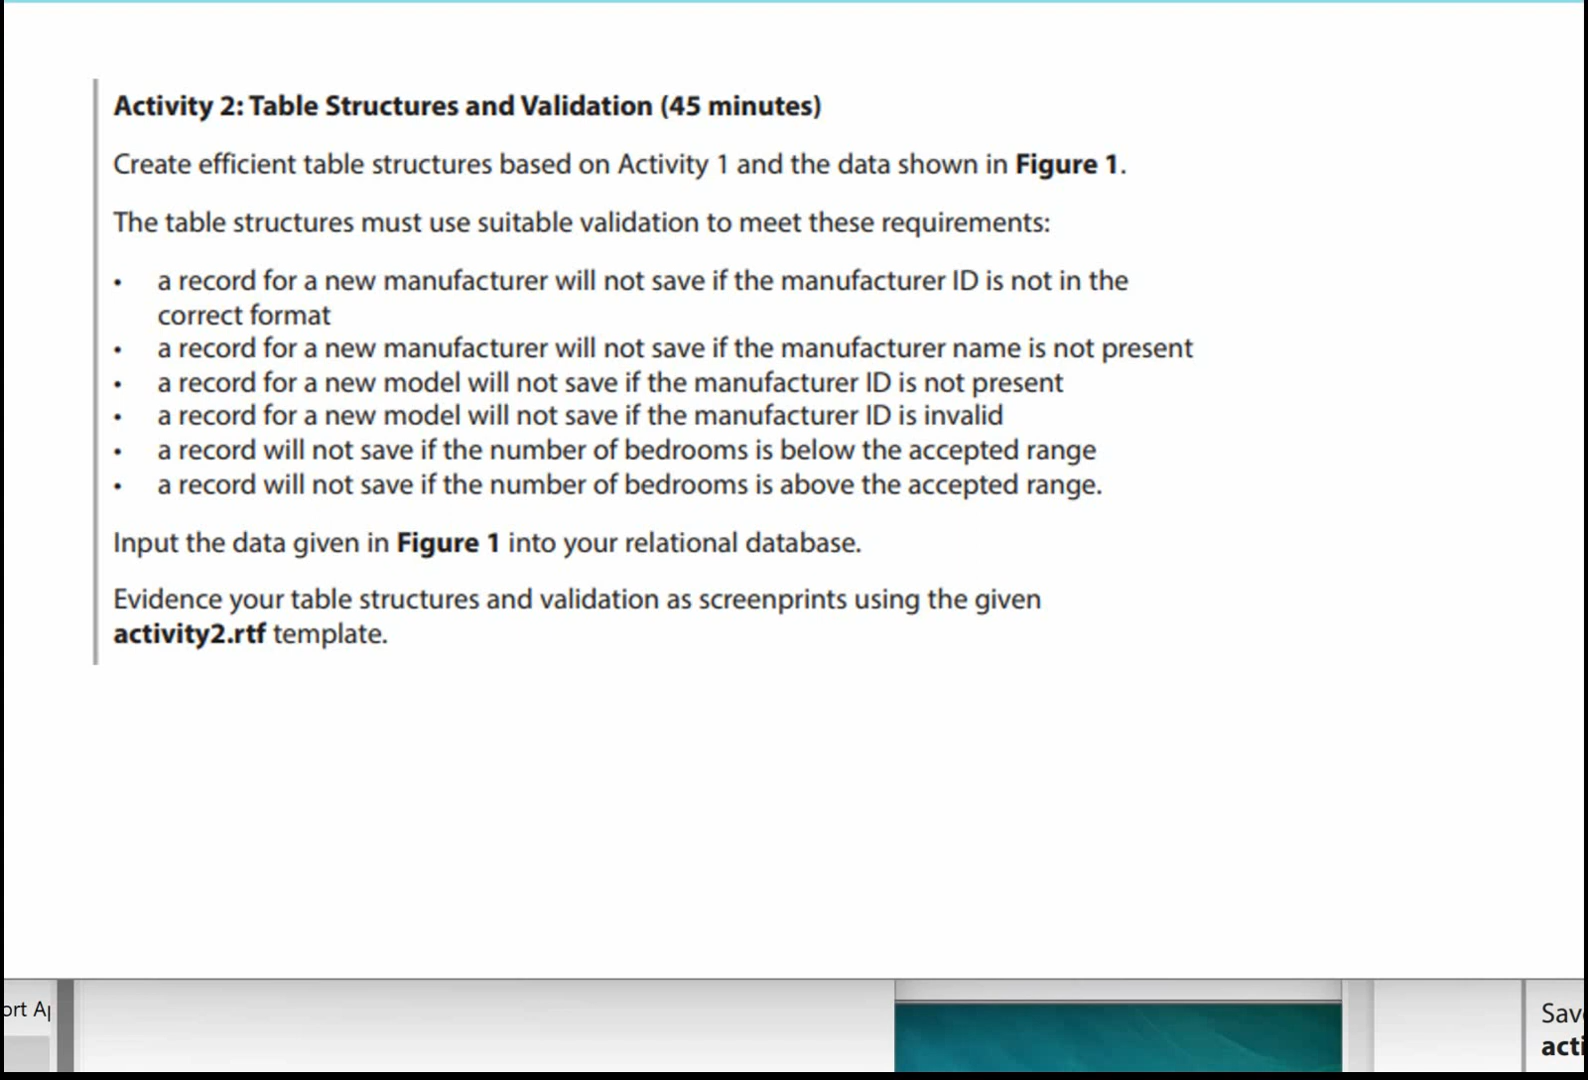 Activity 2: Table Structures and Validation (45 minutes)
Create efficient table structures based on Activity 1 and the data shown in Figure 1.
The table structures must use suitable validation to meet these requirements:
• a record for a new manufacturer will not save if the manufacturer ID is not in the
correct format
• a record for a new manufacturer will not save if the manufacturer name is not present
• a record for a new model will not save if the manufacturer ID is not present
• a record for a new model will not save if the manufacturer ID is invalid
• a record will not save if the number of bedrooms is below the accepted range
• a record will not save if the number of bedrooms is above the accepted range.
Input the data given in Figure 1 into your relational database.
Evidence your table structures and validation as screenprints using the given
activity2.rtf template.